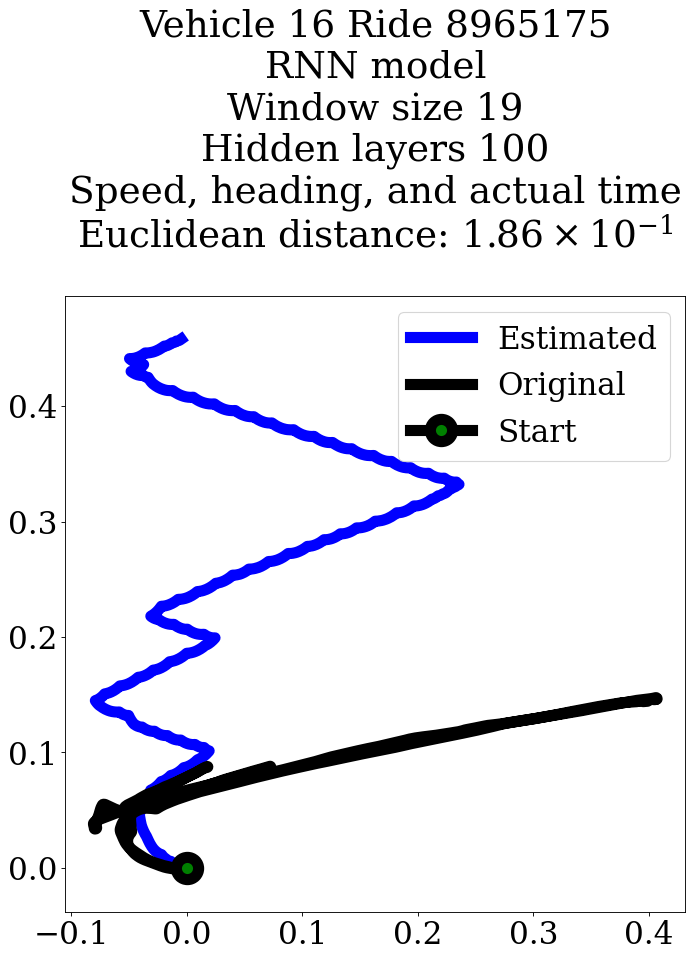 Vehicle 16 Ride 8965175
RNN model
Window size 19
Hidden layers 100
Speed, heading, and actual time
Euclidean distance: 1.86 × 10⁻¹
Estimated
Original
Start
0.4
0.3
0.2
0.1
0.0
−0.1 0.0 0.1 0.2 0.3 0.4